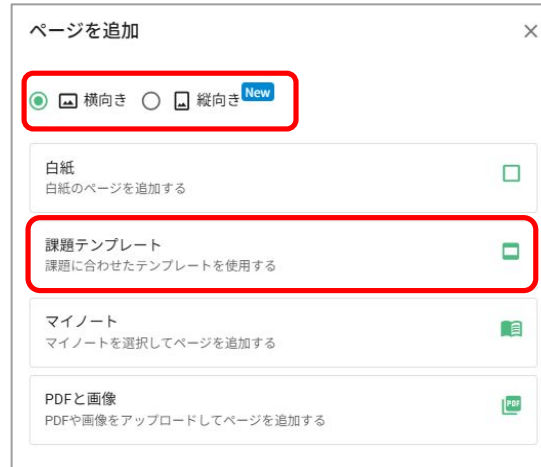 ページを追加
横向き 縦向き New
白紙
白紙のページを追加する
課題テンプレート
課題に合わせたテンプレートを使用する
マイノート
マイノートを選択してページを追加する
PDFと画像
PDF
PDFや画像をアップロードしてページを追加する